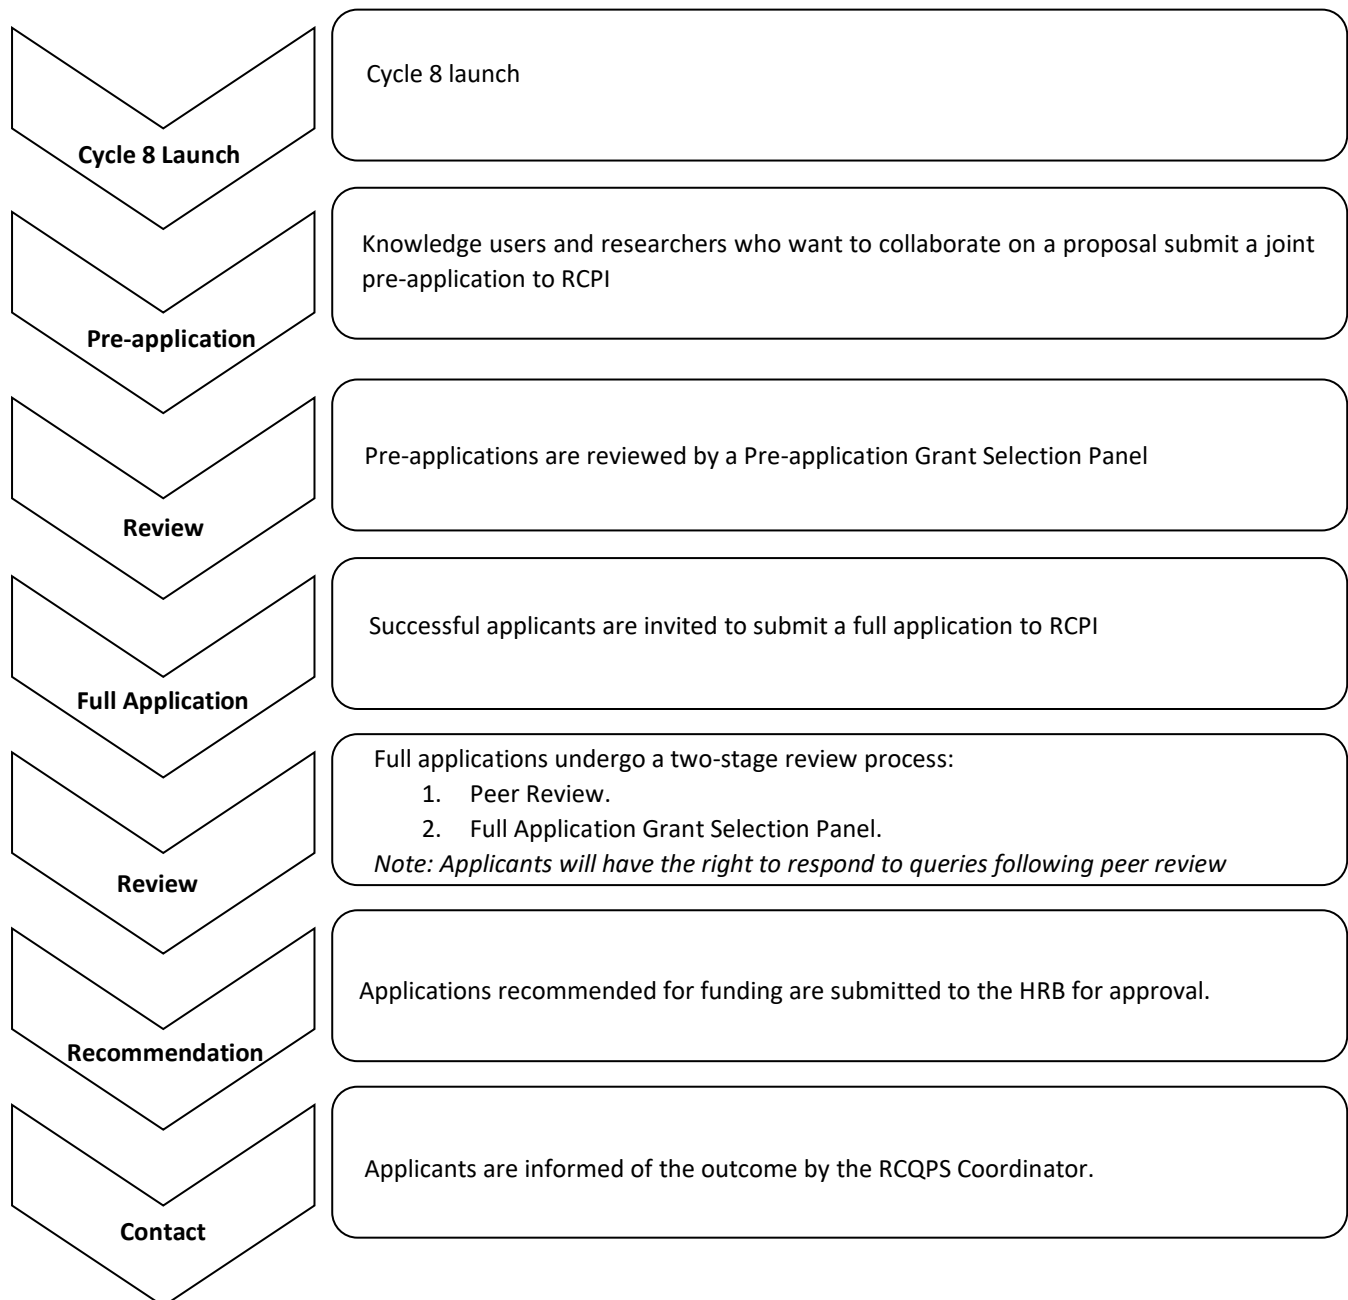 Cycle 8 launch
Cycle 8 Launch
Knowledge users and researchers who want to collaborate on a proposal submit a joint
pre-application to RCPI
Pre-application
Pre-applications are reviewed by a Pre-application Grant Selection Panel
Review
Successful applicants are invited to submit a full application to RCPI
Full Application
Full applications undergo a two-stage review process:
1. Peer Review.
2. Full Application Grant Selection Panel.
Note: Applicants will have the right to respond to queries following peer review
Review
Applications recommended for funding are submitted to the HRB for approval.
Recommendation
Applicants are informed of the outcome by the RCQPS Coordinator.
Contact